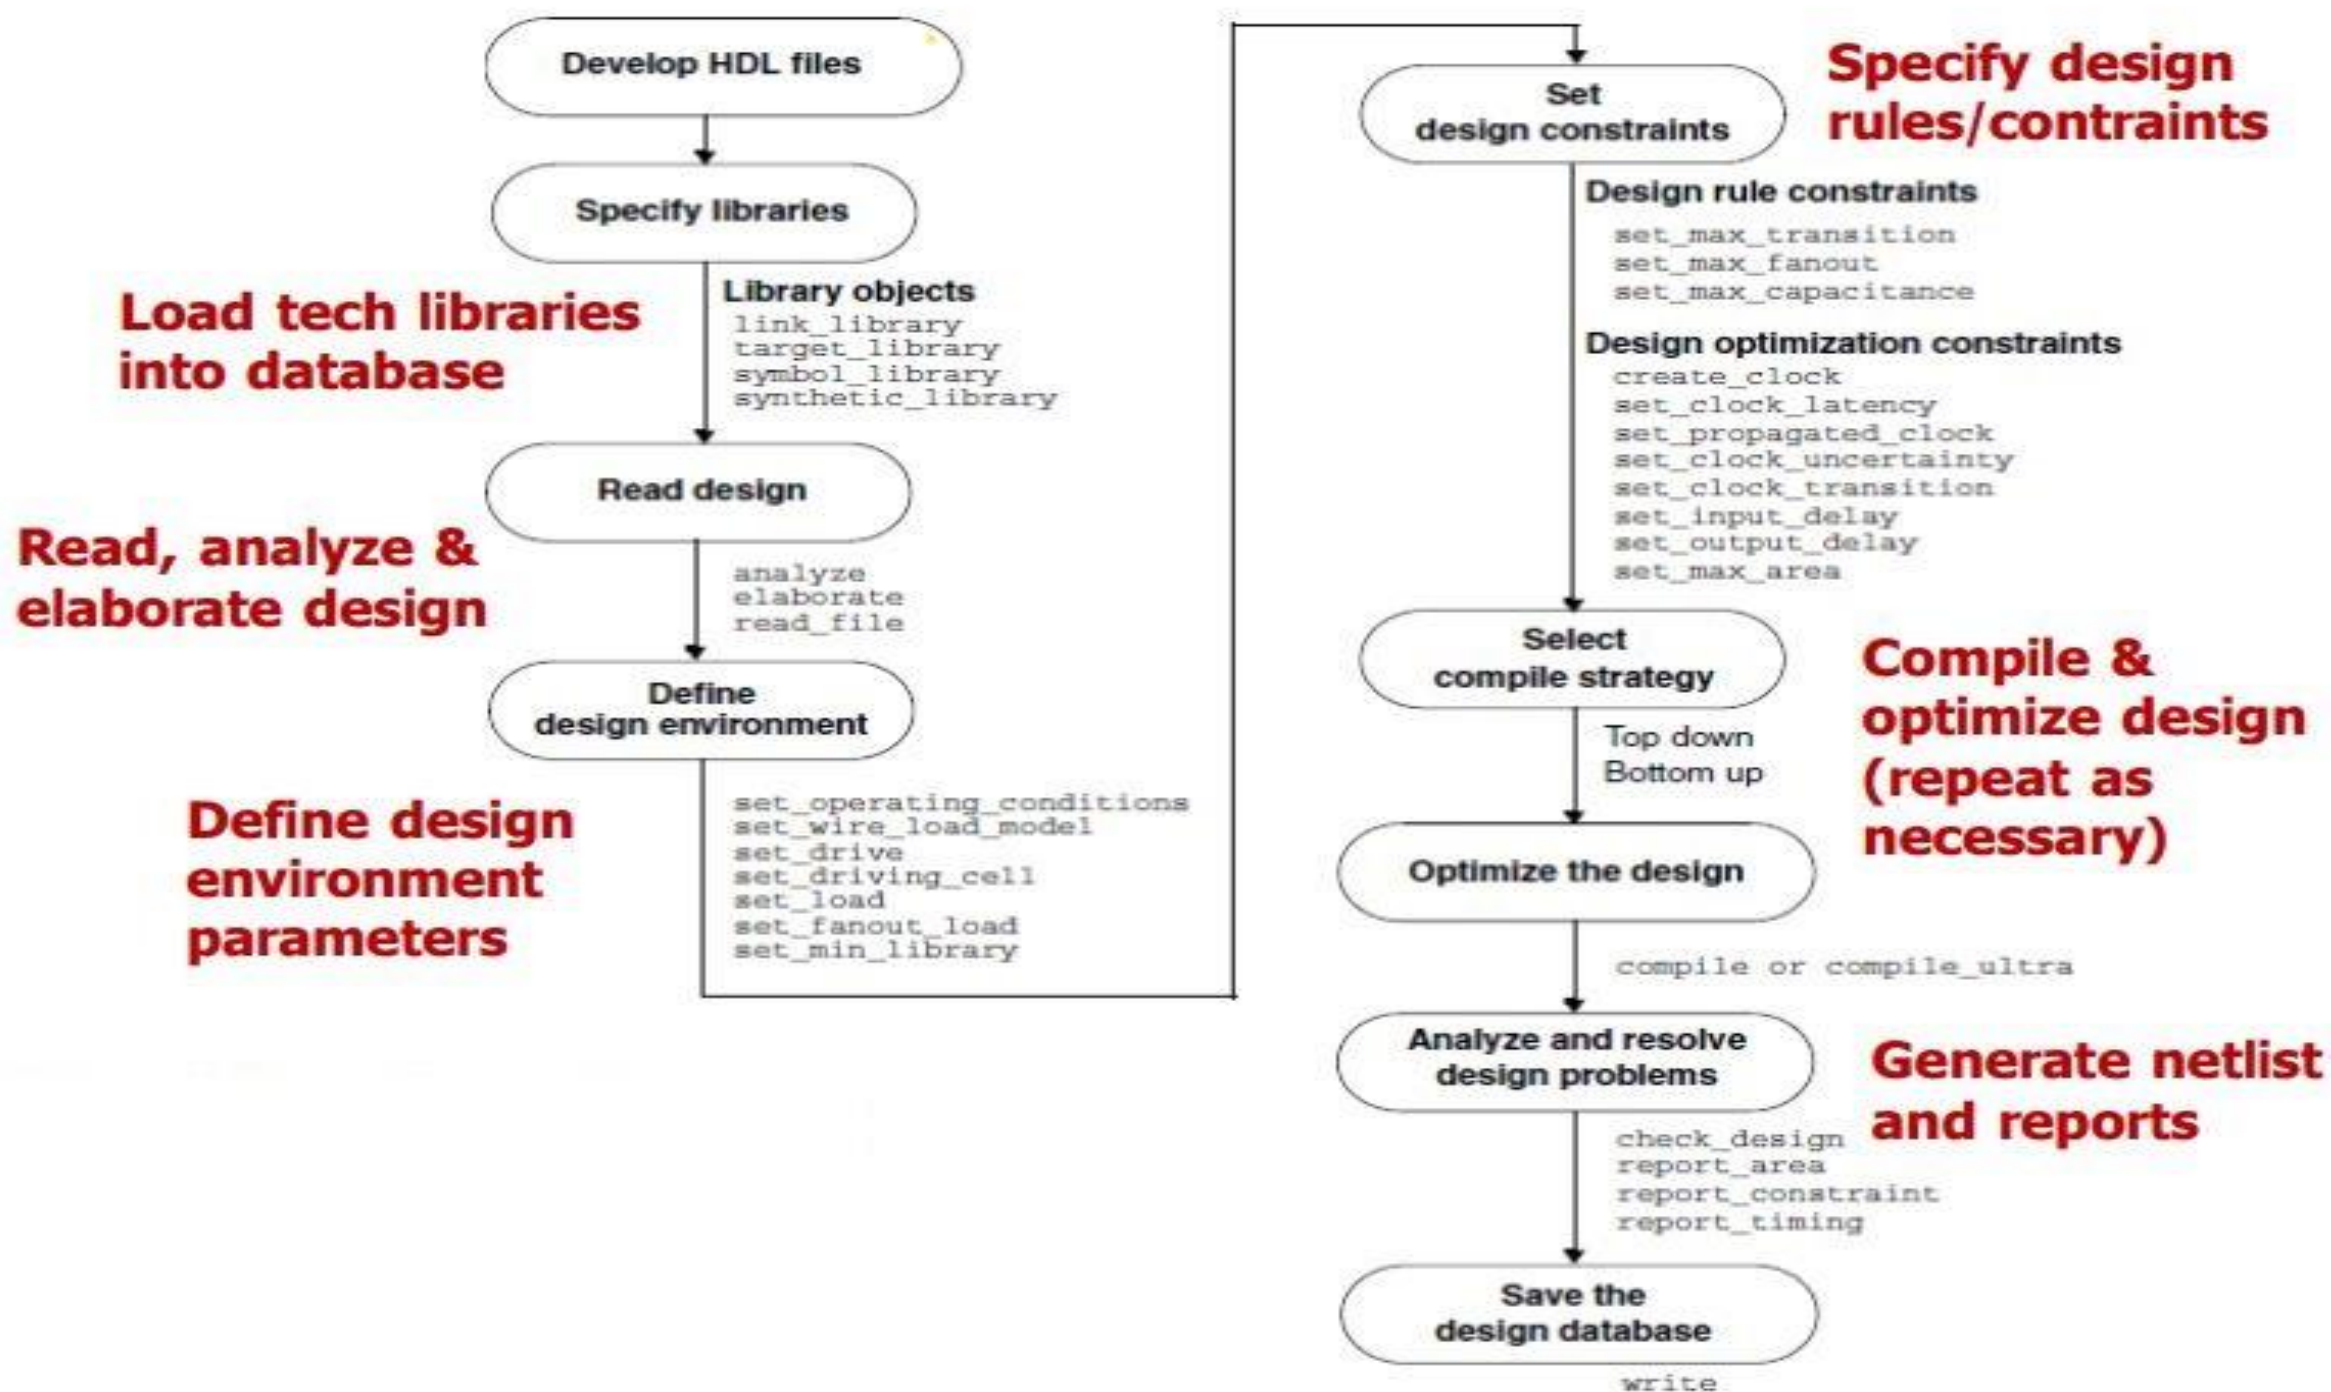 Develop HDL files
Specify libraries
Load tech libraries
into database
Library objects
link_library
target_library
symbol_library
synthetic_library
Read design
Read, analyze &
elaborate design
analyze
elaborate
read_file
Define
design environment
Define design
environment
parameters
set_operating_conditions
set_wire_load_model
set_drive
set_driving_cell
set_load
set_fanout_load
set_min_library
Set
design constraints
Specify design
rules/contraints
Design rule constraints
set_max_transition
set_max_fanout
set_max_capacitance
Design optimization constraints
create_clock
set_clock_latency
set_propagated_clock
set_clock_uncertainty
set_clock_transition
set_input_delay
set_output_delay
set_max_area
Select
compile strategy
Compile &
optimize design
(repeat as
necessary)
Top down
Bottom up
Optimize the design
compile or compile_ultra
Analyze and resolve
design problems
Generate netlist
and reports
check_design
report_area
report_constraint
report_timing
Save the
design database
write